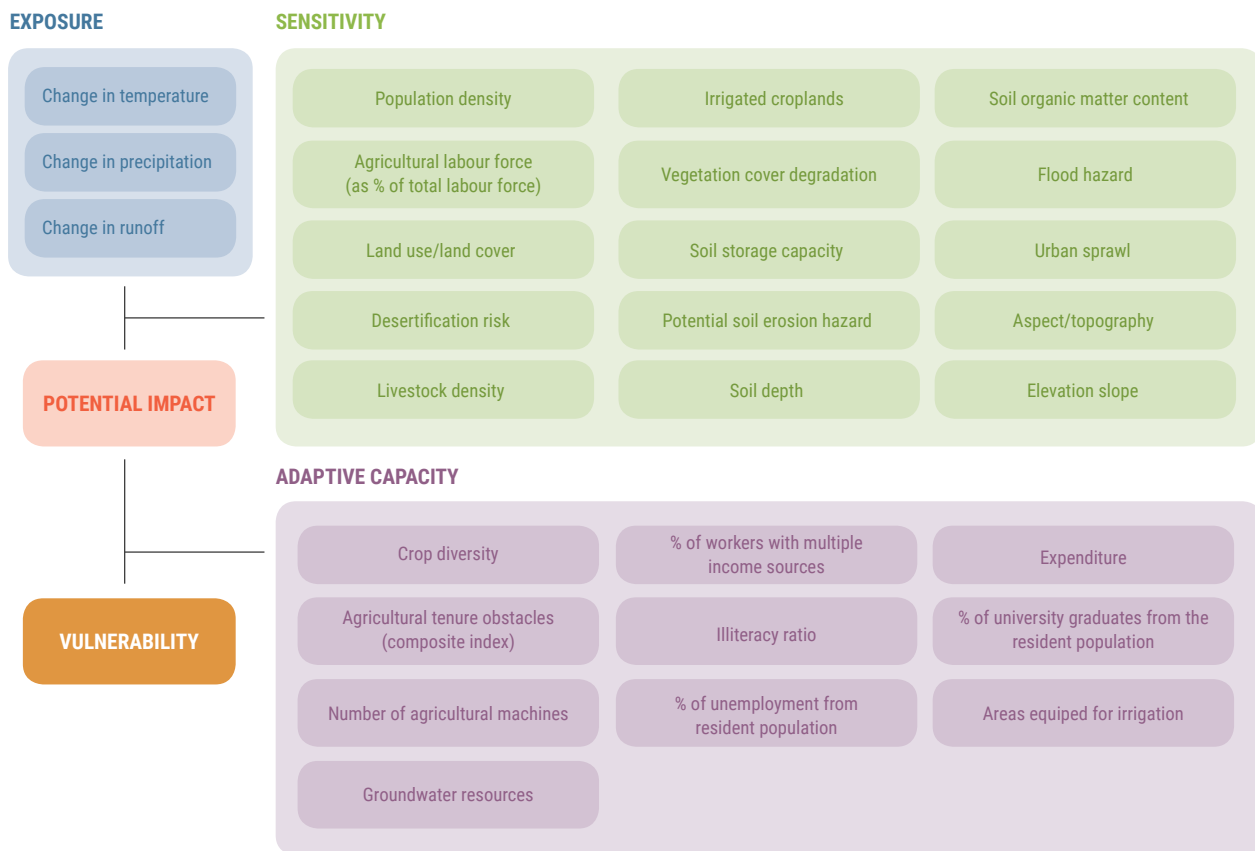 EXPOSURE
Change in temperature
Change in precipitation
Change in runoff
POTENTIAL IMPACT
VULNERABILITY
SENSITIVITY
Population density
Irrigated croplands
Soil organic matter content
Agricultural labour force
(as % of total labour force)
Vegetation cover degradation
Flood hazard
Land use/land cover
Soil storage capacity
Urban sprawl
Desertification risk
Potential soil erosion hazard
Aspect/topography
Livestock density
Soil depth
Elevation slope
ADAPTIVE CAPACITY
Crop diversity
% of workers with multiple
income sources
Expenditure
Agricultural tenure obstacles
(composite index)
Illiteracy ratio
% of university graduates from the
resident population
Number of agricultural machines
% of unemployment from
resident population
Areas equiped for irrigation
Groundwater resources